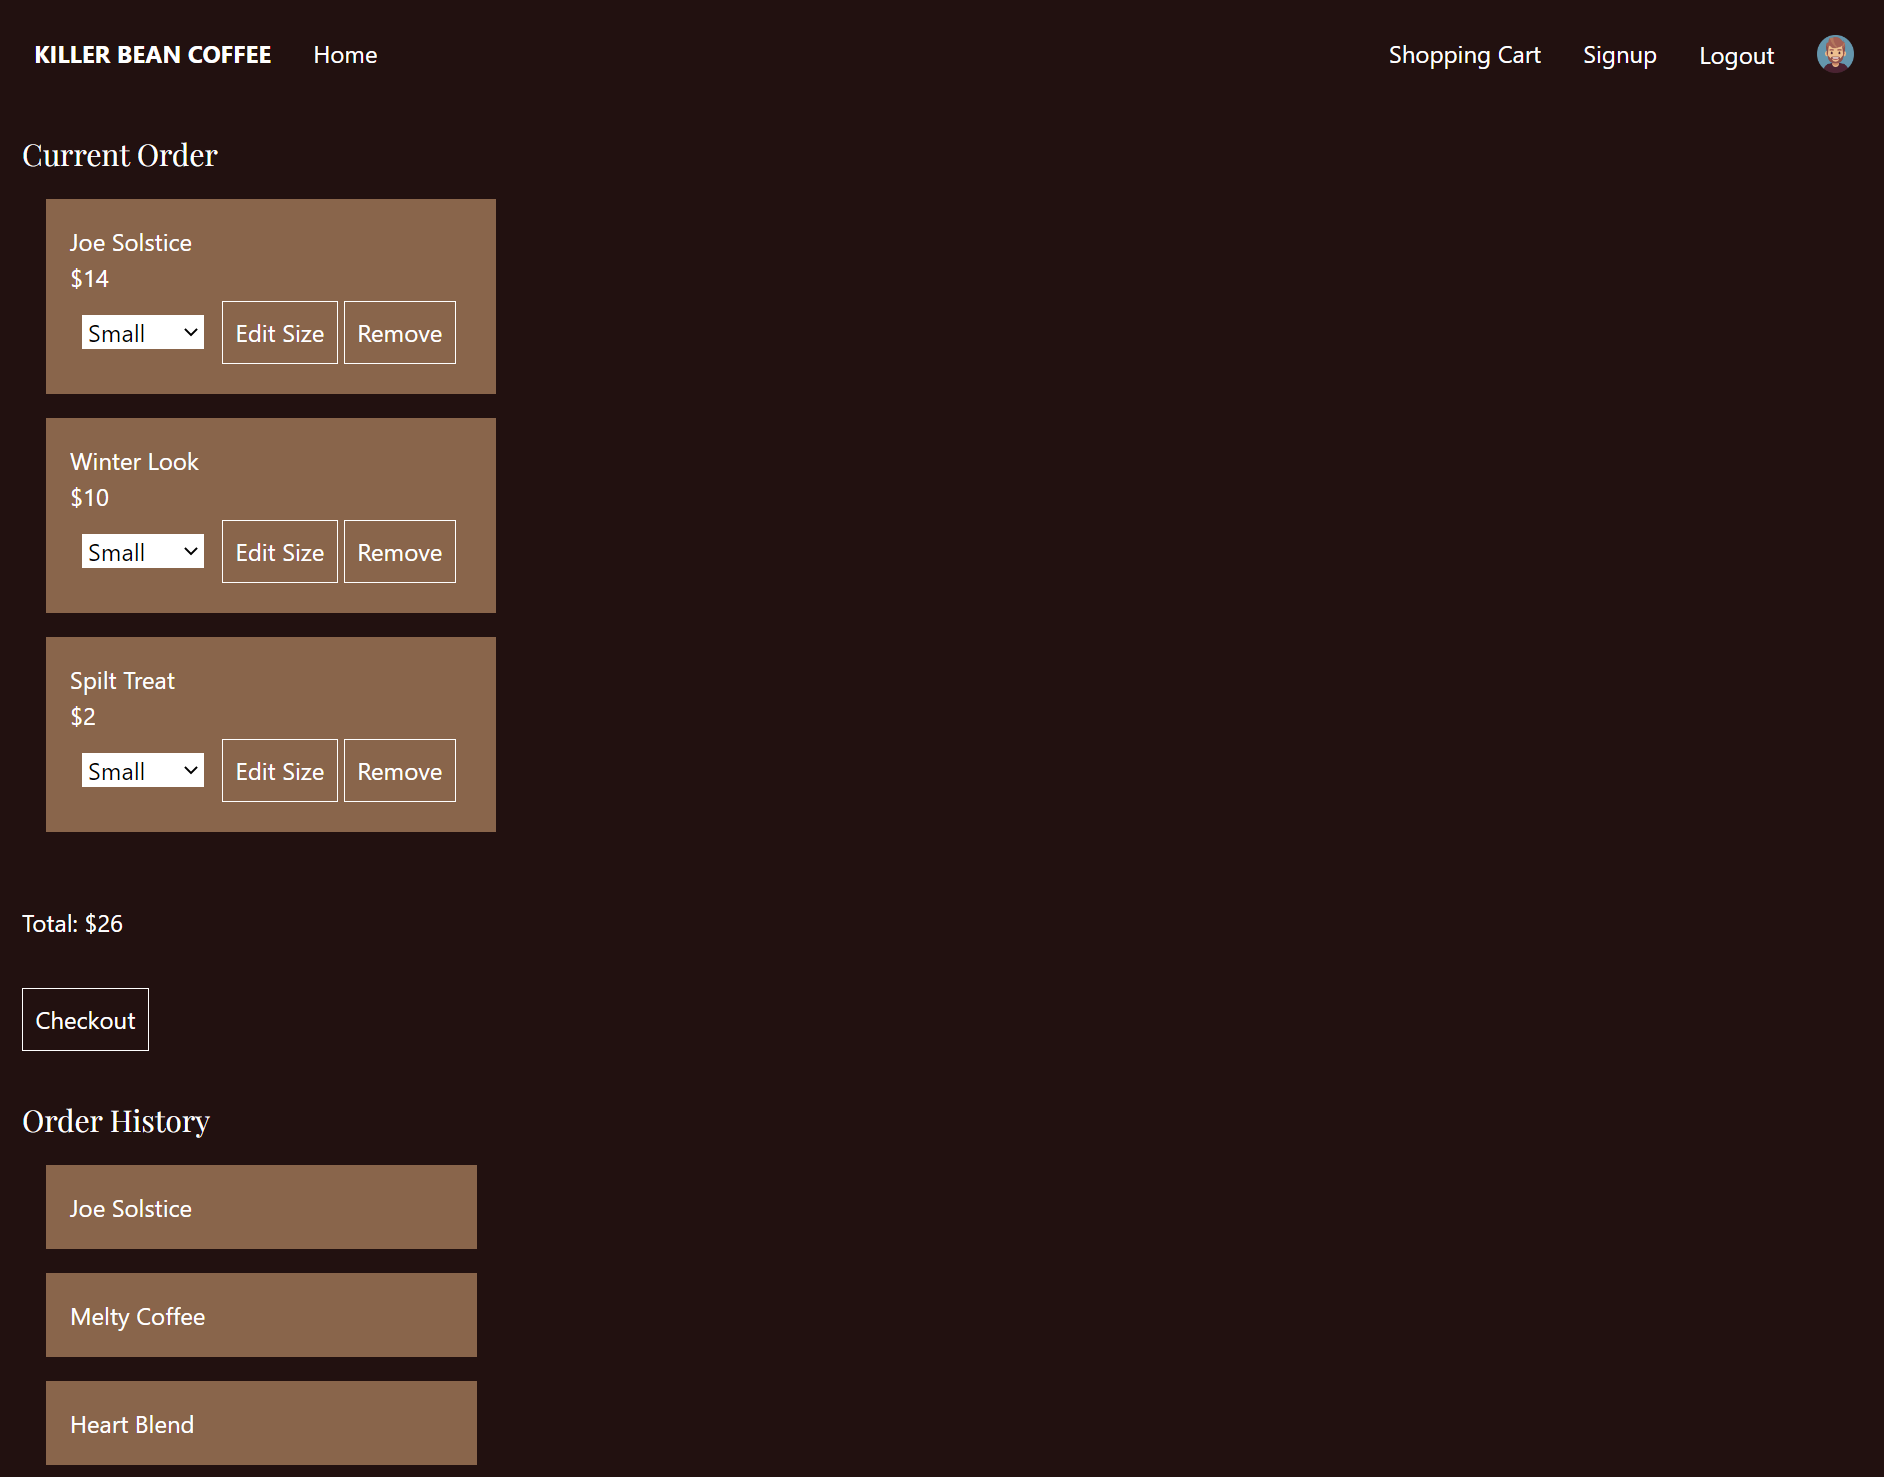 KILLER BEAN COFFEE Home Shopping Cart Signup Logout
Current Order
Joe Solstice
$14
Small Edit Size Remove
Winter Look
$10
Small Edit Size Remove
Spilt Treat
$2
Small Edit Size Remove
Total: $26
Checkout
Order History
Joe Solstice
Melty Coffee
Heart Blend